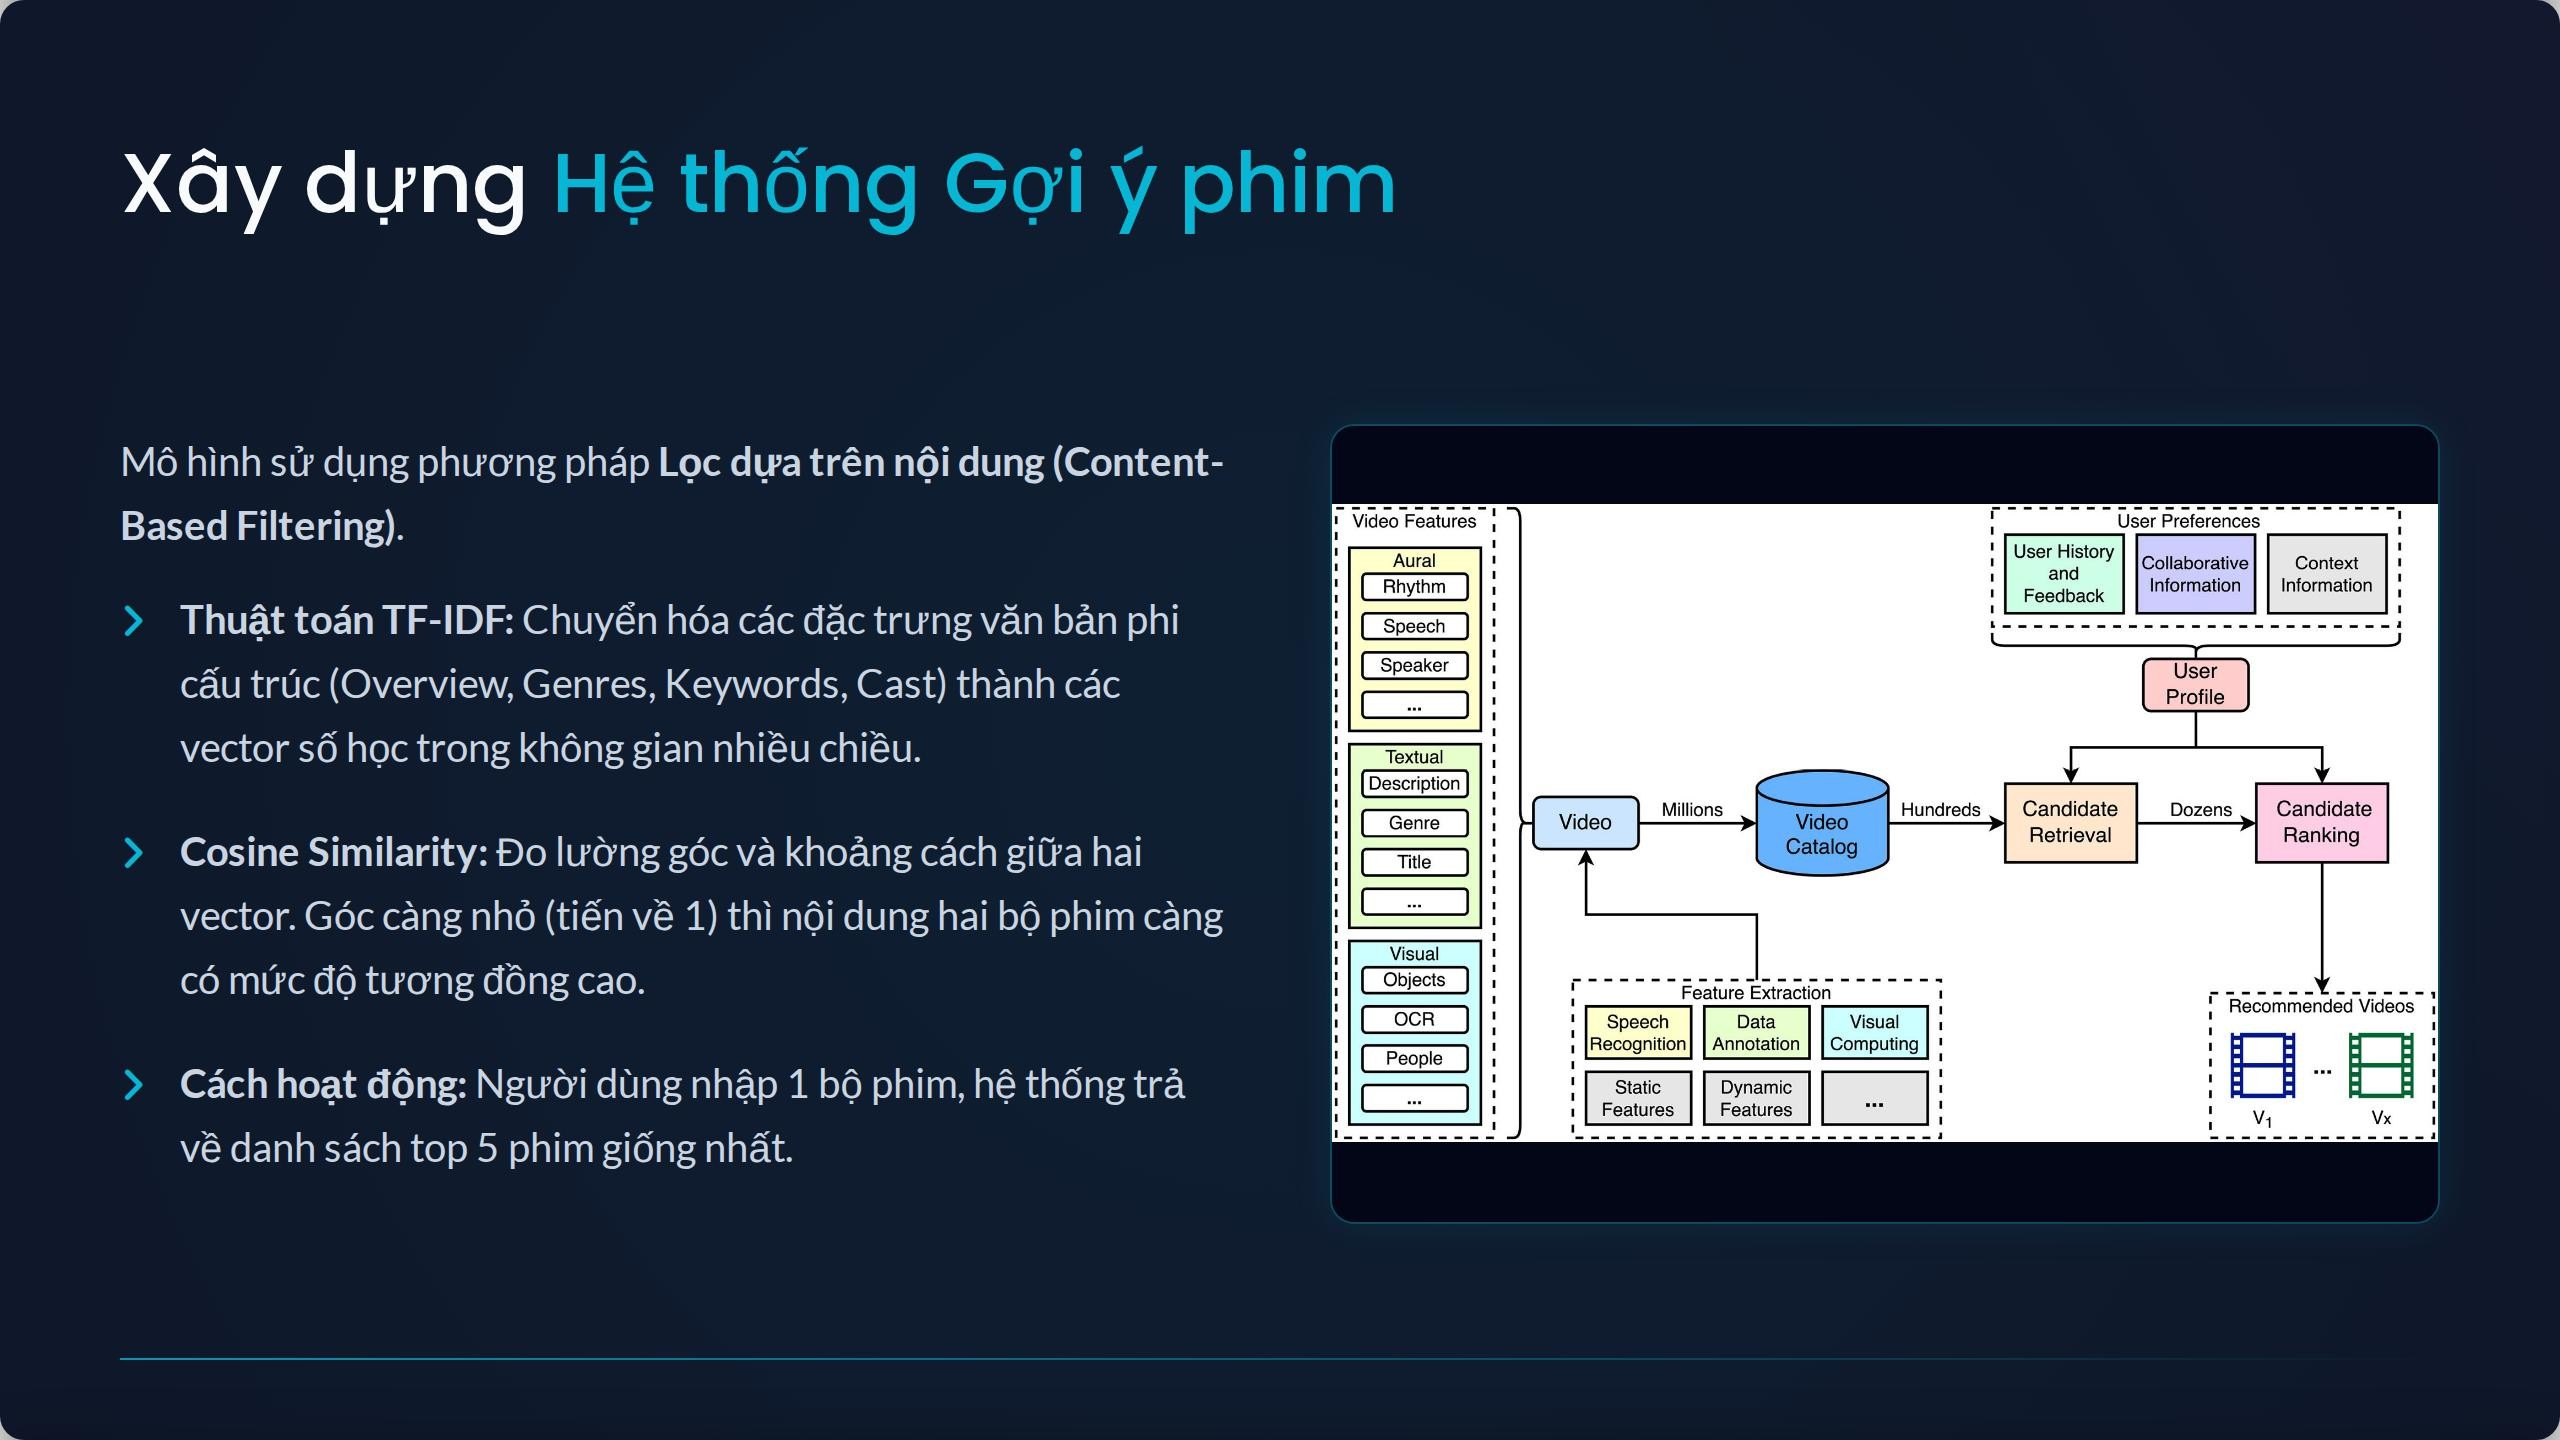 Xây dựng Hệ thống Gợi ý phim
Mô hình sử dụng phương pháp Lọc dựa trên nội dung (Content-
Based Filtering).
Thuật toán TF-IDF: Chuyển hóa các đặc trưng văn bản phi
cấu trúc (Overview, Genres, Keywords, Cast) thành các
vector số học trong không gian nhiều chiều.
Cosine Similarity: Đo lường góc và khoảng cách giữa hai
vector. Góc càng nhỏ (tiến về 1) thì nội dung hai bộ phim càng
có mức độ tương đồng cao.
Cách hoạt động: Người dùng nhập 1 bộ phim, hệ thống trả
về danh sách top 5 phim giống nhất.
Video Features
Aural
Rhythm
Speech
Speaker
...
Textual
Description
Genre
Title
...
Visual
Objects
OCR
People
...
Video
Millions
Video
Catalog
Hundreds
Candidate
Retrieval
Dozens
Candidate
Ranking
User Preferences
User History
and
Feedback
Collaborative
Information
Context
Information
User
Profile
Feature Extraction
Speech
Recognition
Data
Annotation
Visual
Computing
Static
Features
Dynamic
Features
...
Recommended Videos
...
V1
Vx